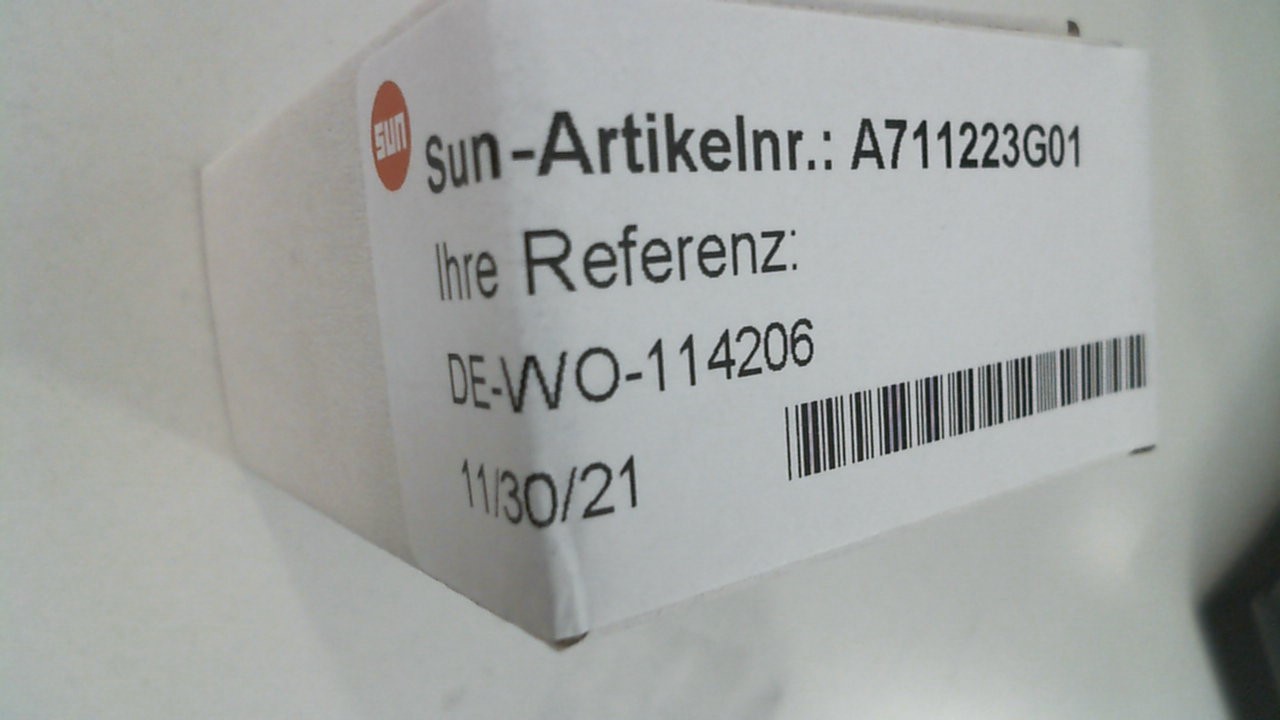 sun
Sun-Artikelnr.: A711223G01
Ihre Referenz:
DE-WO-114206
11/30/21